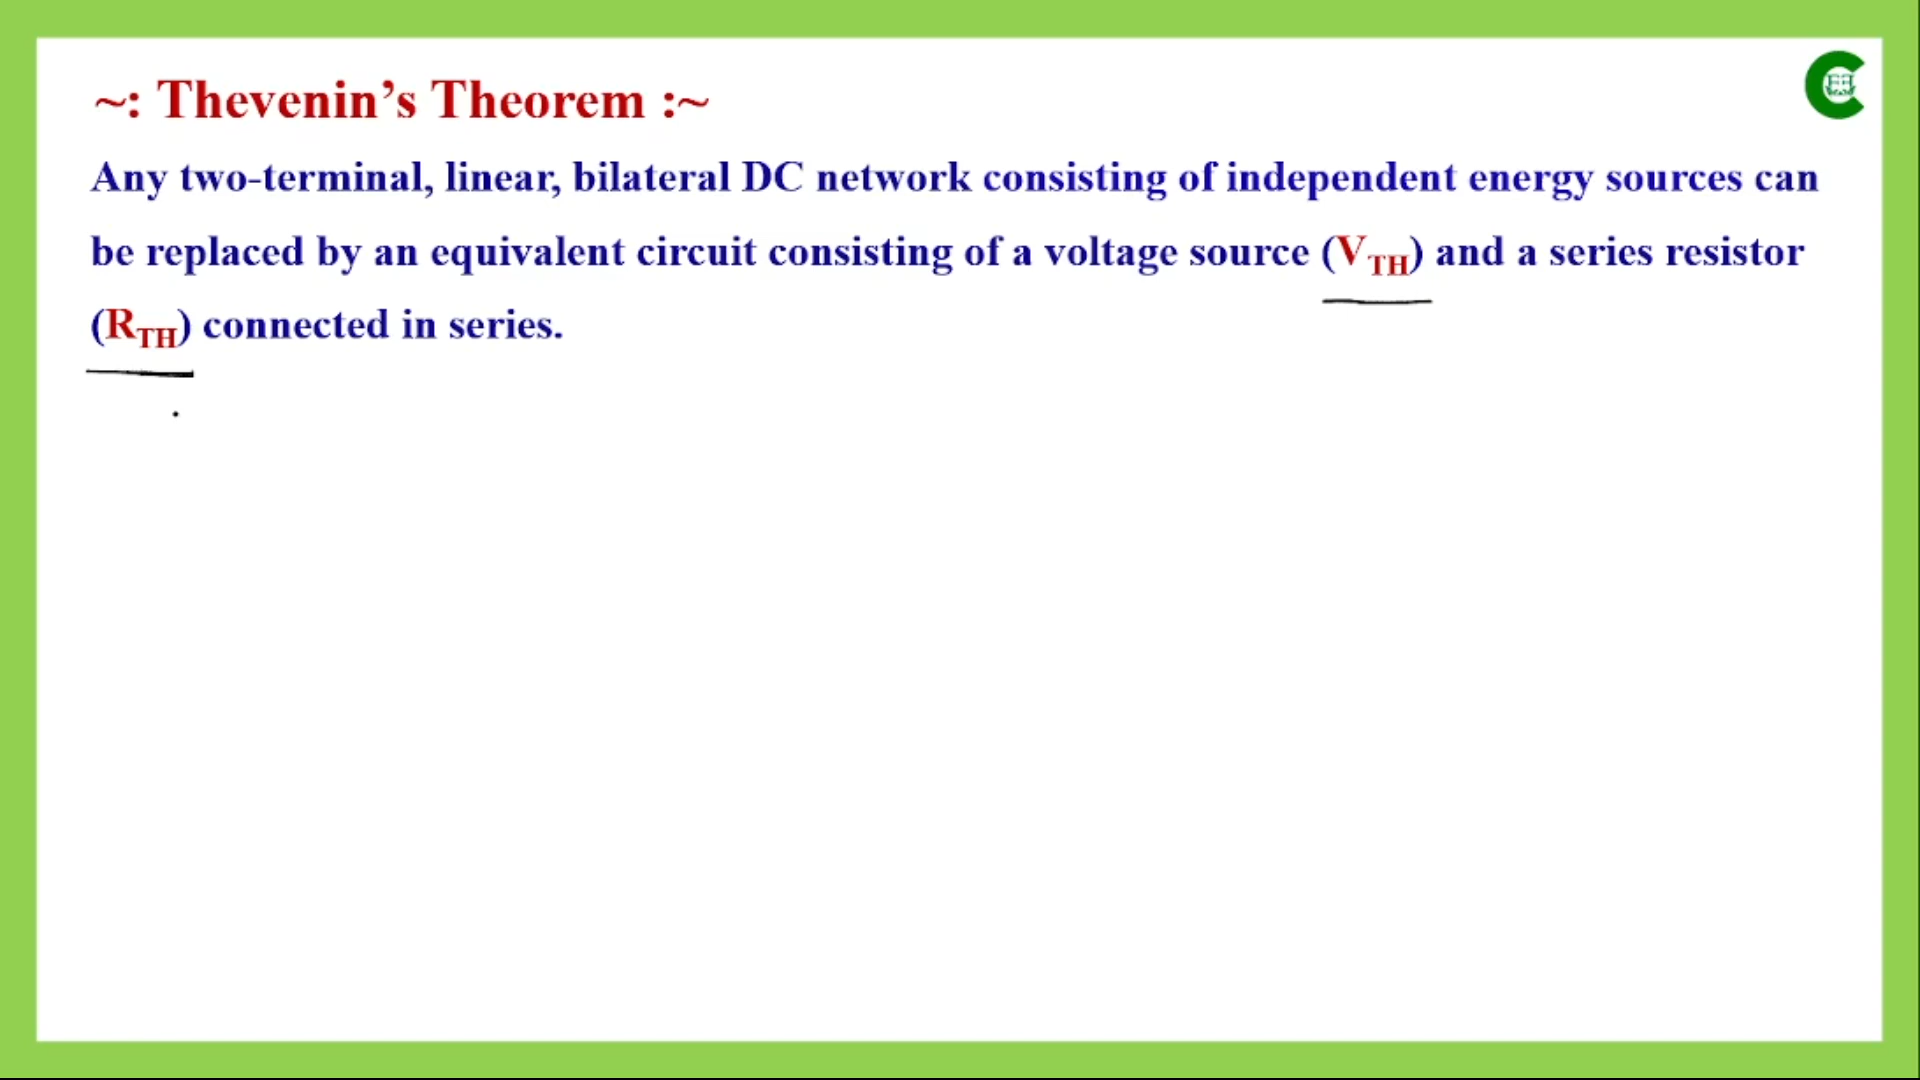 ~: Thevenin’s Theorem :~
Any two-terminal, linear, bilateral DC network consisting of independent energy sources can
be replaced by an equivalent circuit consisting of a voltage source (VTH) and a series resistor
(RTH) connected in series.